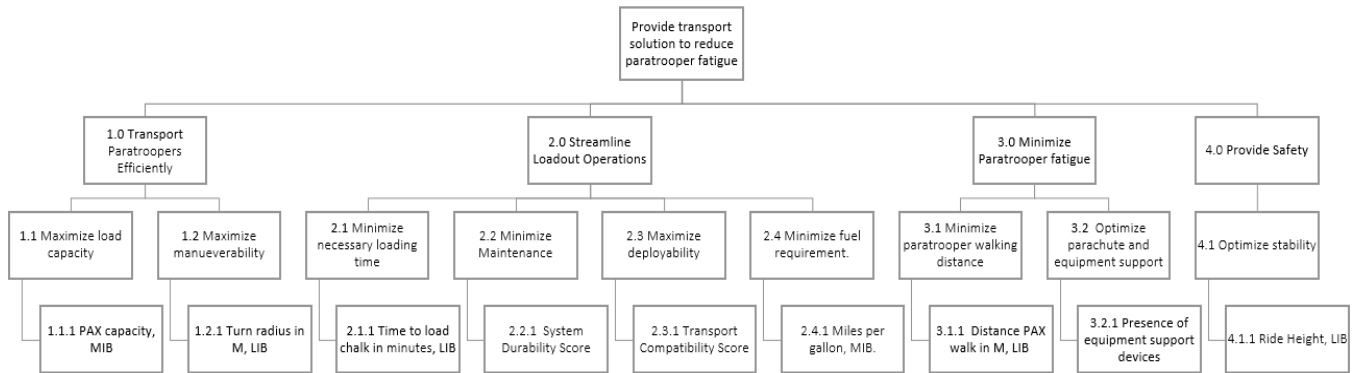 Provide transport
solution to reduce
paratrooper fatigue
1.0 Transport
Paratroopers
Efficiently
2.0 Streamline
Loadout Operations
3.0 Minimize
Paratrooper fatigue
4.0 Provide Safety
1.1 Maximize load
capacity
1.2 Maximize
manueverability
2.1 Minimize
necessary loading
time
2.2 Minimize
Maintenance
2.3 Maximize
deployability
2.4 Minimize fuel
requirement.
3.1 Minimize
paratrooper walking
distance
3.2 Optimize
parachute and
equipment support
4.1 Optimize stability
1.1.1 PAX capacity,
MIB
1.2.1 Turn radius in
M, LIB
2.1.1 Time to load
chalk in minutes, LIB
2.2.1 System
Durability Score
2.3.1 Transport
Compatibility Score
2.4.1 Miles per
gallon, MIB.
3.1.1 Distance PAX
walk in M, LIB
3.2.1 Presence of
equipment support
devices
4.1.1 Ride Height, LIB